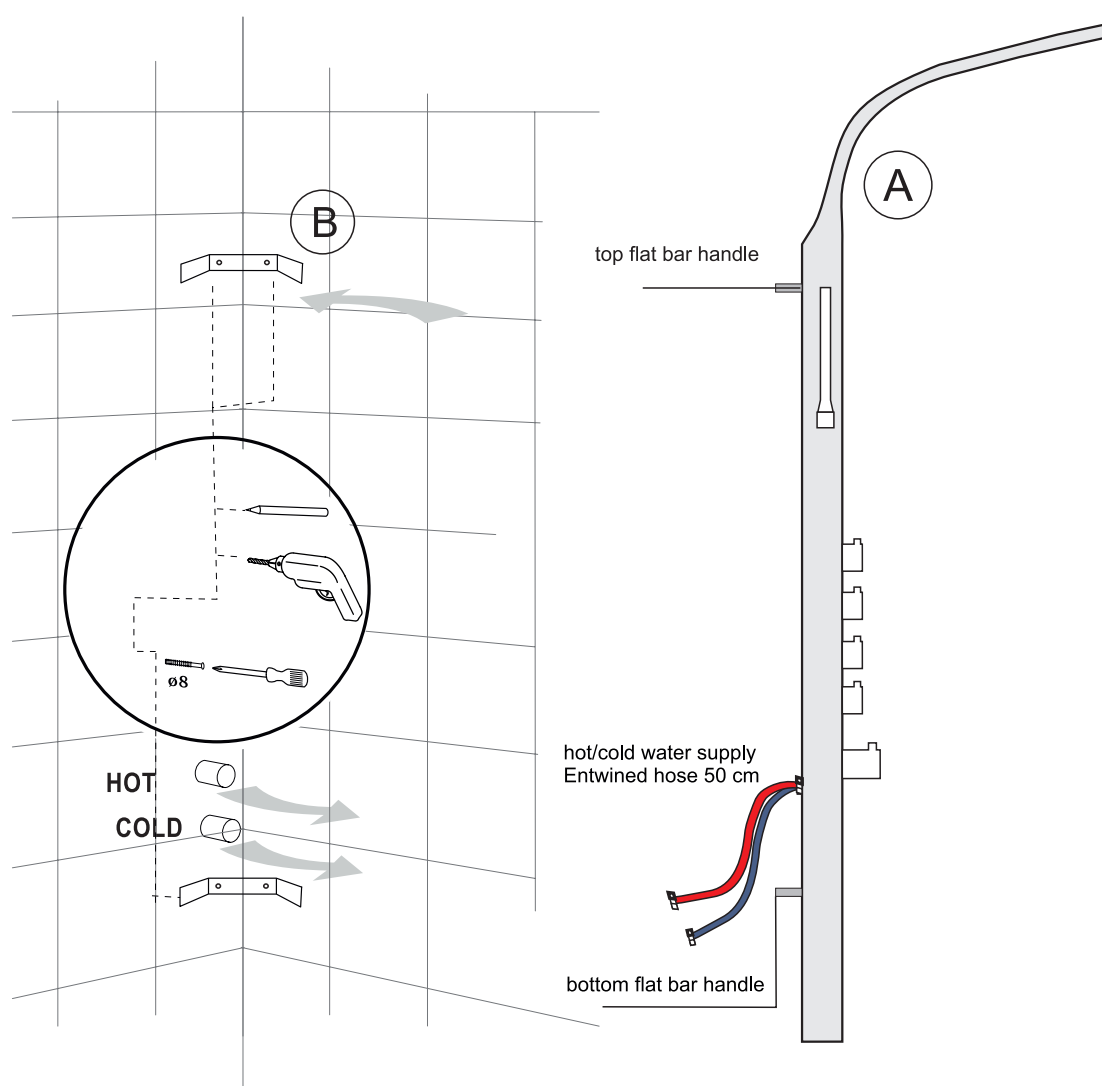 B
A
top flat bar handle
ø8
HOT
COLD
hot/cold water supply
Entwined hose 50 cm
bottom flat bar handle